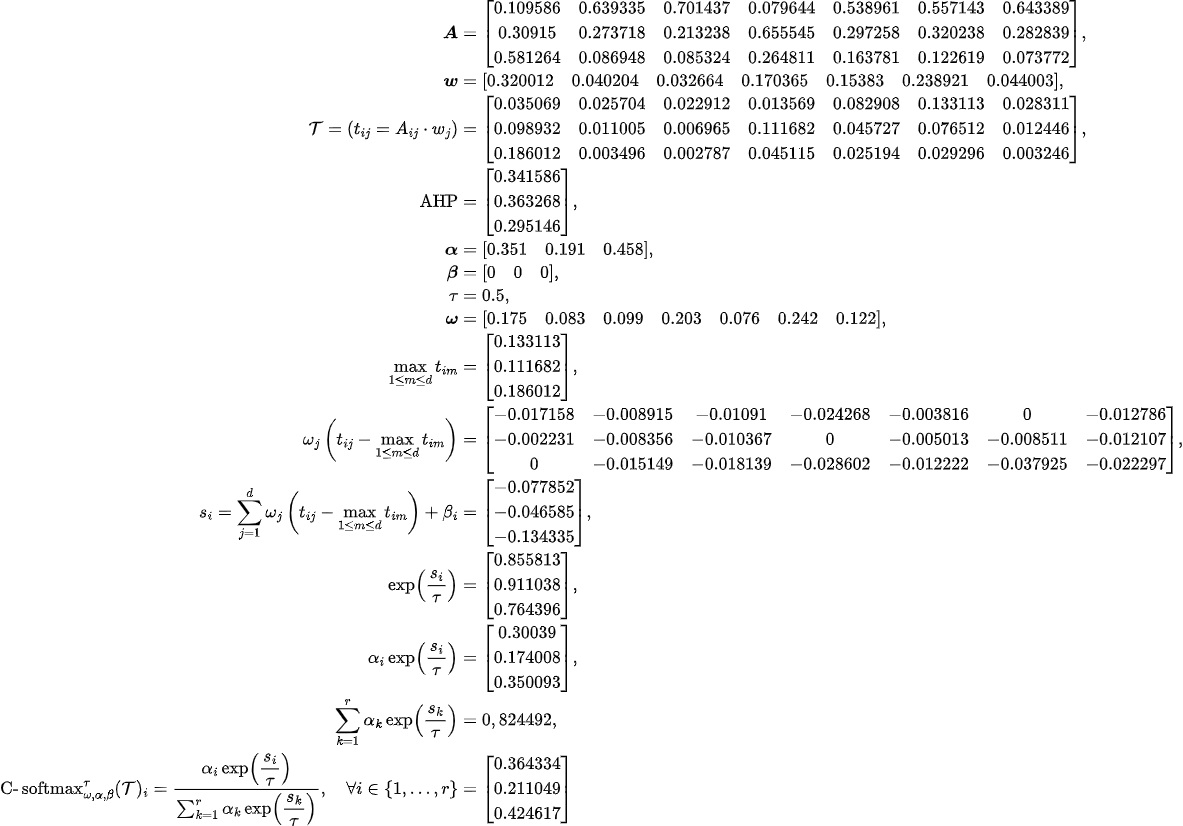 \boldsymbol{A} = \begin{bmatrix} 0.109586 & 0.639335 & 0.701437 & 0.079644 & 0.538961 & 0.557143 & 0.643389 \\ 0.30915 & 0.273718 & 0.213238 & 0.655545 & 0.297258 & 0.320238 & 0.282839 \\ 0.581264 & 0.086948 & 0.085324 & 0.264811 & 0.163781 & 0.122619 & 0.073772 \end{bmatrix},
\boldsymbol{w} = [0.320012 \quad 0.040204 \quad 0.032664 \quad 0.170365 \quad 0.15383 \quad 0.238921 \quad 0.044003],
\mathcal{T} = (t_{ij} = A_{ij} \cdot w_j) = \begin{bmatrix} 0.035069 & 0.025704 & 0.022912 & 0.013569 & 0.082908 & 0.133113 & 0.028311 \\ 0.098932 & 0.011005 & 0.006965 & 0.111682 & 0.045727 & 0.076512 & 0.012446 \\ 0.186012 & 0.003496 & 0.002787 & 0.045115 & 0.025194 & 0.029296 & 0.003246 \end{bmatrix},
\text{AHP} = \begin{bmatrix} 0.341586 \\ 0.363268 \\ 0.295146 \end{bmatrix},
\boldsymbol{\alpha} = [0.351 \quad 0.191 \quad 0.458],
\boldsymbol{\beta} = [0 \quad 0 \quad 0],
\tau = 0.5,
\boldsymbol{\omega} = [0.175 \quad 0.083 \quad 0.099 \quad 0.203 \quad 0.076 \quad 0.242 \quad 0.122],
\max_{1 \le m \le d} t_{im} = \begin{bmatrix} 0.133113 \\ 0.111682 \\ 0.186012 \end{bmatrix},
\omega_j \left( t_{ij} - \max_{1 \le m \le d} t_{im} \right) = \begin{bmatrix} -0.017158 & -0.008915 & -0.01091 & -0.024268 & -0.003816 & 0 & -0.012786 \\ -0.002231 & -0.008356 & -0.010367 & 0 & -0.005013 & -0.008511 & -0.012107 \\ 0 & -0.015149 & -0.018139 & -0.028602 & -0.012222 & -0.037925 & -0.022297 \end{bmatrix},
s_i = \sum_{j=1}^{d} \omega_j \left( t_{ij} - \max_{1 \le m \le d} t_{im} \right) + \beta_i = \begin{bmatrix} -0.077852 \\ -0.046585 \\ -0.134335 \end{bmatrix},
\exp\left( \frac{s_i}{\tau} \right) = \begin{bmatrix} 0.855813 \\ 0.911038 \\ 0.764396 \end{bmatrix},
\alpha_i \exp\left( \frac{s_i}{\tau} \right) = \begin{bmatrix} 0.30039 \\ 0.174008 \\ 0.350093 \end{bmatrix},
\sum_{k=1}^{r} \alpha_k \exp\left( \frac{s_k}{\tau} \right) = 0,824492,
\text{C-softmax}^{\tau}_{\omega,\alpha,\beta}(\mathcal{T})_i = \frac{\alpha_i \exp\left( \frac{s_i}{\tau} \right)}{\sum_{k=1}^{r} \alpha_k \exp\left( \frac{s_k}{\tau} \right)}, \quad \forall i \in \{1, \ldots, r\} = \begin{bmatrix} 0.364334 \\ 0.211049 \\ 0.424617 \end{bmatrix}